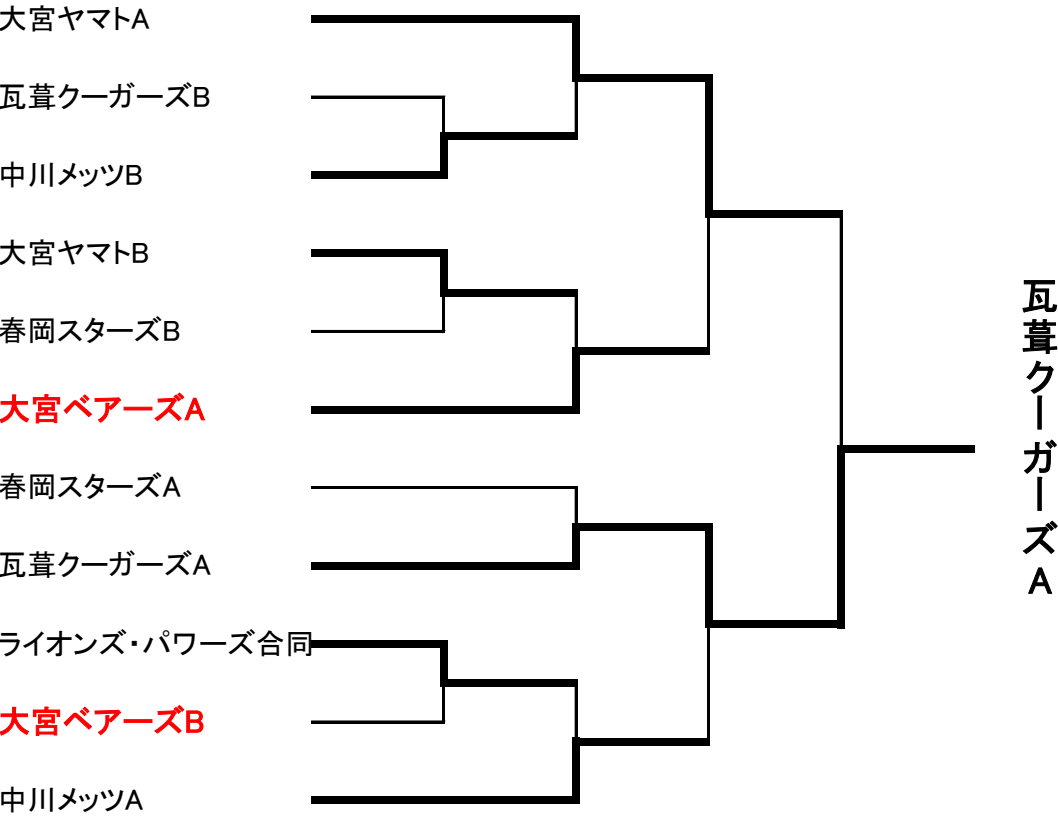 大宮ヤマトA
瓦葺クーガーズB
中川メッツB
大宮ヤマトB
春岡スターズB
大宮ベアーズA
春岡スターズA
瓦葺クーガーズA
ライオンズ・パワーズ合同
大宮ベアーズB
中川メッツA
瓦葺クーガーズA